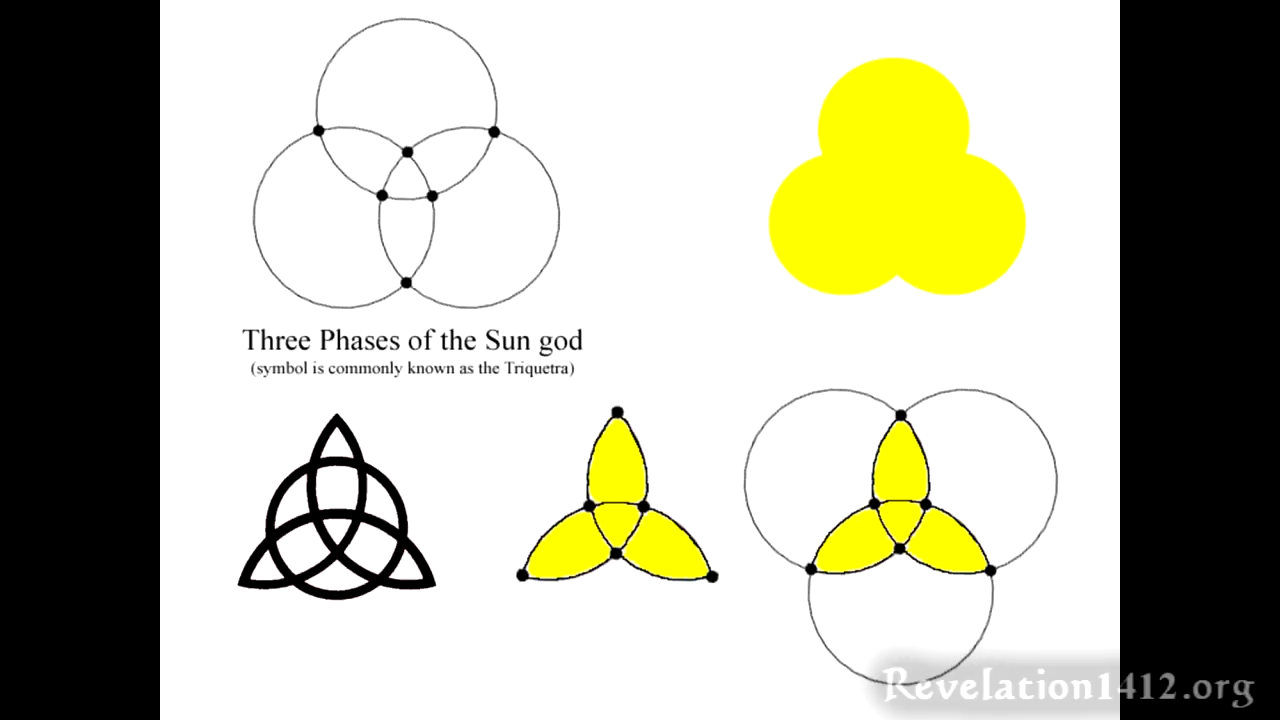 Three Phases of the Sun god
(symbol is commonly known as the Triquetra)
Revelation1412.org